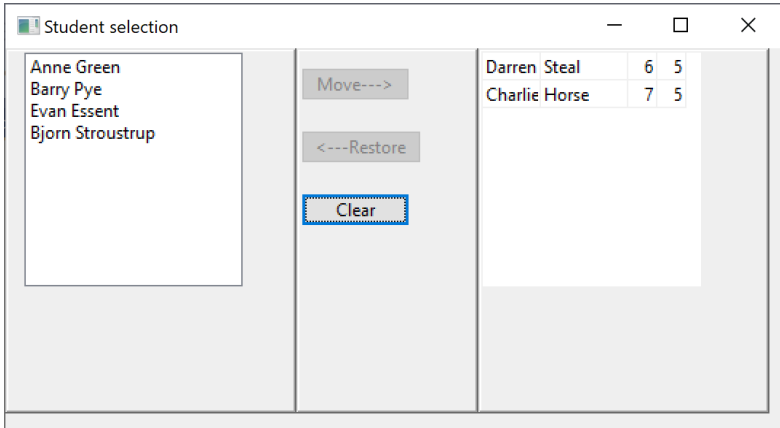 Student selection
Anne Green
Barry Pye
Evan Essent
Bjorn Stroustrup
Move--->
<---Restore
Clear
Darren Steal 6 5
Charlie Horse 7 5